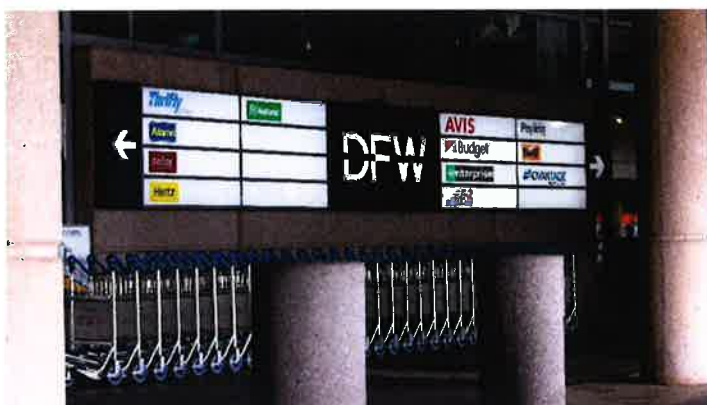 Thrifty
National
Alamo
Hertz
DFW
AVIS
Payless
Budget
Enterprise
ADVANTAGE